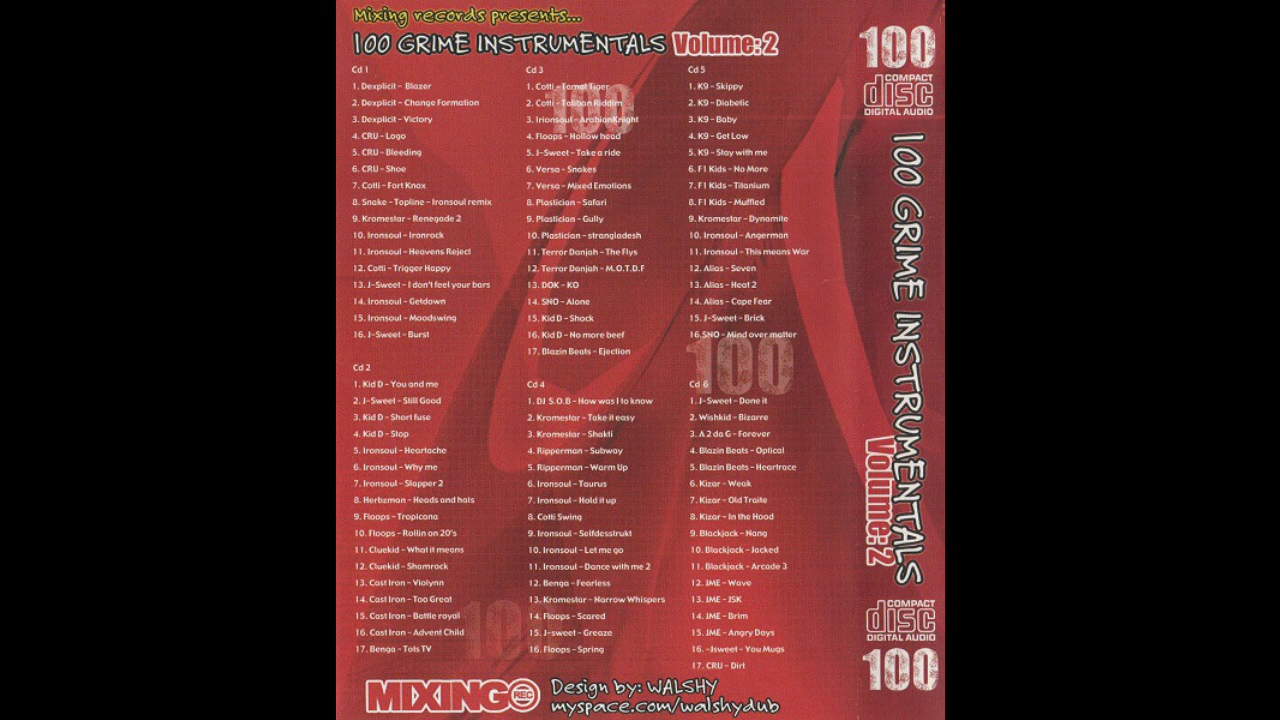 Mixing records presents...
100 GRIME INSTRUMENTALS Volume:2
Cd 1
1. Dexplicit - Blazer
2. Dexplicit - Change Formation
3. Dexplicit - Victory
4. CRU - Logo
5. CRU - Bleeding
6. CRU - Shoe
7. Cotti - Fort Knox
8. Snake - Topline - Ironsoul remix
9. Kromestar - Renegade 2
10. Ironsoul - Ironrock
11. Ironsoul - Heavens Reject
12. Cotti - Trigger Happy
13. J-Sweet - I don't feel your bars
14. Ironsoul - Getdown
15. Ironsoul - Moodswing
16. J-Sweet - Burst
Cd 2
1. Kid D - You and me
2. J-Sweet - Still Good
3. Kid D - Short fuse
4. Kid D - Stop
5. Ironsoul - Heartache
6. Ironsoul - Why me
7. Ironsoul - Slapper 2
8. Herbzman - Heads and hats
9. Floops - Tropicana
10. Floops - Rollin on 20's
11. Cluekid - What it means
12. Cluekid - Shamrock
13. Cast Iron - Violynn
14. Cast Iron - Too Great
15. Cast Iron - Battle royal
16. Cast Iron - Advent Child
17. Benga - Tots TV
Cd 3
1. Cotti - Tamal Tiger
2. Cotti - Taliban Riddim
3. Irionsoul - ArabianKnight
4. Floops - Hollow head
5. J-Sweet - Take a ride
6. Versa - Snakes
7. Versa - Mixed Emotions
8. Plastician - Safari
9. Plastician - Gully
10. Plastician - strangladesh
11. Terror Danjah - The Flys
12. Terror Danjah - M.O.T.D.F
13. DOK - KO
14. SNO - Alone
15. Kid D - Shock
16. Kid D - No more beef
17. Blazin Beats - Ejection
Cd 4
1. DJ S.O.B - How was I to know
2. Kromestar - Take it easy
3. Kromestar - Shakti
4. Ripperman - Subway
5. Ripperman - Warm Up
6. Ironsoul - Taurus
7. Ironsoul - Hold it up
8. Cotti Swing
9. Ironsoul - Selfdesstrukt
10. Ironsoul - Let me go
11. Ironsoul - Dance with me 2
12. Benga - Fearless
13. Kromestar - Narrow Whispers
14. Floops - Scared
15. J-sweet - Greaze
16. Floops - Spring
Cd 5
1. K9 - Skippy
2. K9 - Diabetic
3. K9 - Baby
4. K9 - Get Low
5. K9 - Stay with me
6. F1 Kids - No More
7. F1 Kids - Titanium
8. F1 Kids - Muffled
9. Kromestar - Dynamite
10. Ironsoul - Angerman
11. Ironsoul - This means War
12. Alias - Seven
13. Alias - Heat 2
14. Alias - Cape Fear
15. J-Sweet - Brick
16. SNO - Mind over matter
Cd 6
1. J-Sweet - Done it
2. Wishkid - Bizarre
3. A 2 da G - Forever
4. Blazin Beats - Optical
5. Blazin Beats - Heartrace
6. Kizar - Weak
7. Kizar - Old Traite
8. Kizar - In the Hood
9. Blackjack - Nang
10. Blackjack - Jacked
11. Blackjack - Arcade 3
12. JME - Wave
13. JME - JSK
14. JME - Brim
15. JME - Angry Days
16. -Jsweet - You Mugs
17. CRU - Dirt
100
100
100
MIXING REC
Design by: WALSHY
myspace.com/walshydub
100
COMPACT
disc
DIGITAL AUDIO
100 GRIME INSTRUMENTALS
Volume:2
COMPACT
disc
DIGITAL AUDIO
100